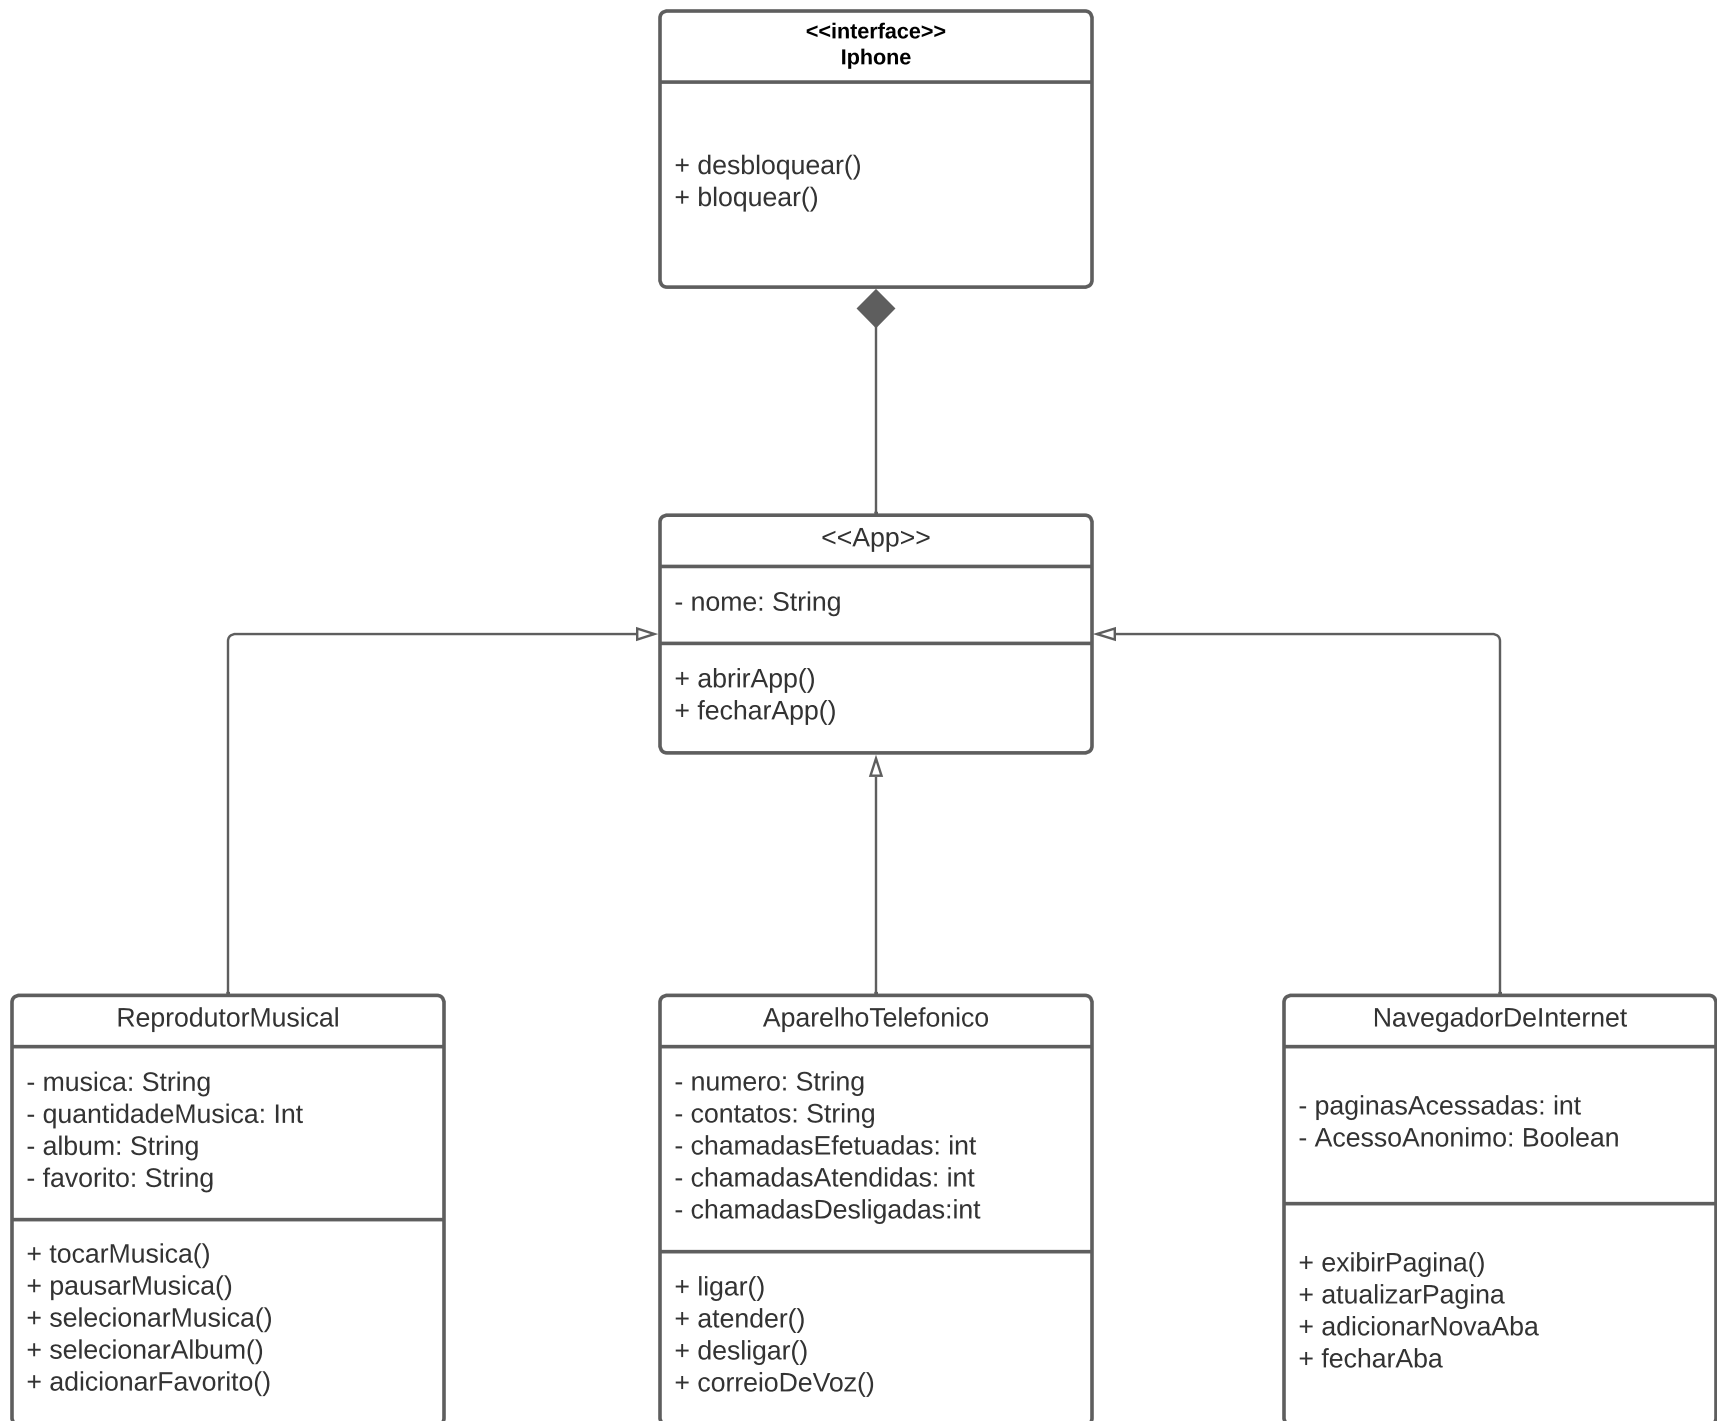 <<interface>>
Iphone
+ desbloquear()
+ bloquear()
<<App>>
- nome: String
+ abrirApp()
+ fecharApp()
ReprodutorMusical
- musica: String
- quantidadeMusica: Int
- album: String
- favorito: String
+ tocarMusica()
+ pausarMusica()
+ selecionarMusica()
+ selecionarAlbum()
+ adicionarFavorito()
AparelhoTelefonico
- numero: String
- contatos: String
- chamadasEfetuadas: int
- chamadasAtendidas: int
- chamadasDesligadas:int
+ ligar()
+ atender()
+ desligar()
+ correioDeVoz()
NavegadorDeInternet
- paginasAcessadas: int
- AcessoAnonimo: Boolean
+ exibirPagina()
+ atualizarPagina
+ adicionarNovaAba
+ fecharAba